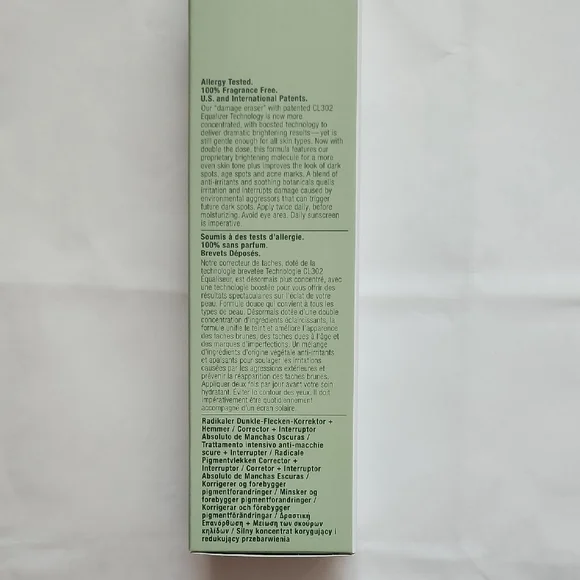 Allergy Tested.
100% Fragrance Free.
U.S. and International Patents.
Our "damage eraser" with patented CL302
Equalizer Technology is now more
concentrated, with boosted technology to
deliver dramatic brightening results—yet is
still gentle enough for all skin types. Now with
double the dose, this formula features our
proprietary brightening molecule for a more
even skin tone plus improves the look of dark
spots, age spots and acne marks. A blend of
anti-irritants and soothing botanicals quells
irritation and interrupts damage caused by
environmental aggressors that can trigger
future dark spots. Apply twice daily, before
moisturizing. Avoid eye area. Daily sunscreen
is imperative.
Soumis à des tests d'allergie.
100% sans parfum.
Brevets Déposés.
Notre correcteur de taches, doté de la
technologie brevetée Technologie CL302
Equaliseur, est désormais plus concentré, avec
une technologie boostée pour vous offrir des
résultats spectaculaires sur l'éclat de votre
peau. Formule douce qui convient à tous les
types de peau. Désormais dotée d'une double
concentration d'ingrédients éclaircissants, la
formule unifie le teint et améliore l'apparence
des taches brunes, des taches dues à l'âge et
des marques d'imperfections. Un mélange
d'ingrédients d'origine végétale anti-irritants
et apaisants pour soulager les irritations
causées par les agressions extérieures et
prévenir la réapparition des taches brunes.
Appliquer deux fois par jour avant votre soin
hydratant. Eviter le contour des yeux. Il doit
impérativement être quotidiennement
accompagné d'un écran solaire.
Radikaler Dunkle-Flecken-Korrektor +
Hemmer / Corrector + Interruptor
Absoluto de Manchas Oscuras /
Trattamento intensivo anti-macchie
scure + Interrupter / Radicale
Pigmentvlekken Corrector +
Interruptor / Corretor + Interruptor
Absoluto de Manchas Escuras /
Korrigerer og forebygger
pigmentforandringer / Minsker og
forebygger pigmentforandringer /
Korrigerar och förebygger
pigmentförändringar / Δραστική
Επανόρθωση + Μείωση των σκούρων
κηλίδων / Silny koncentrat korygujący i
redukujący przebarwienia